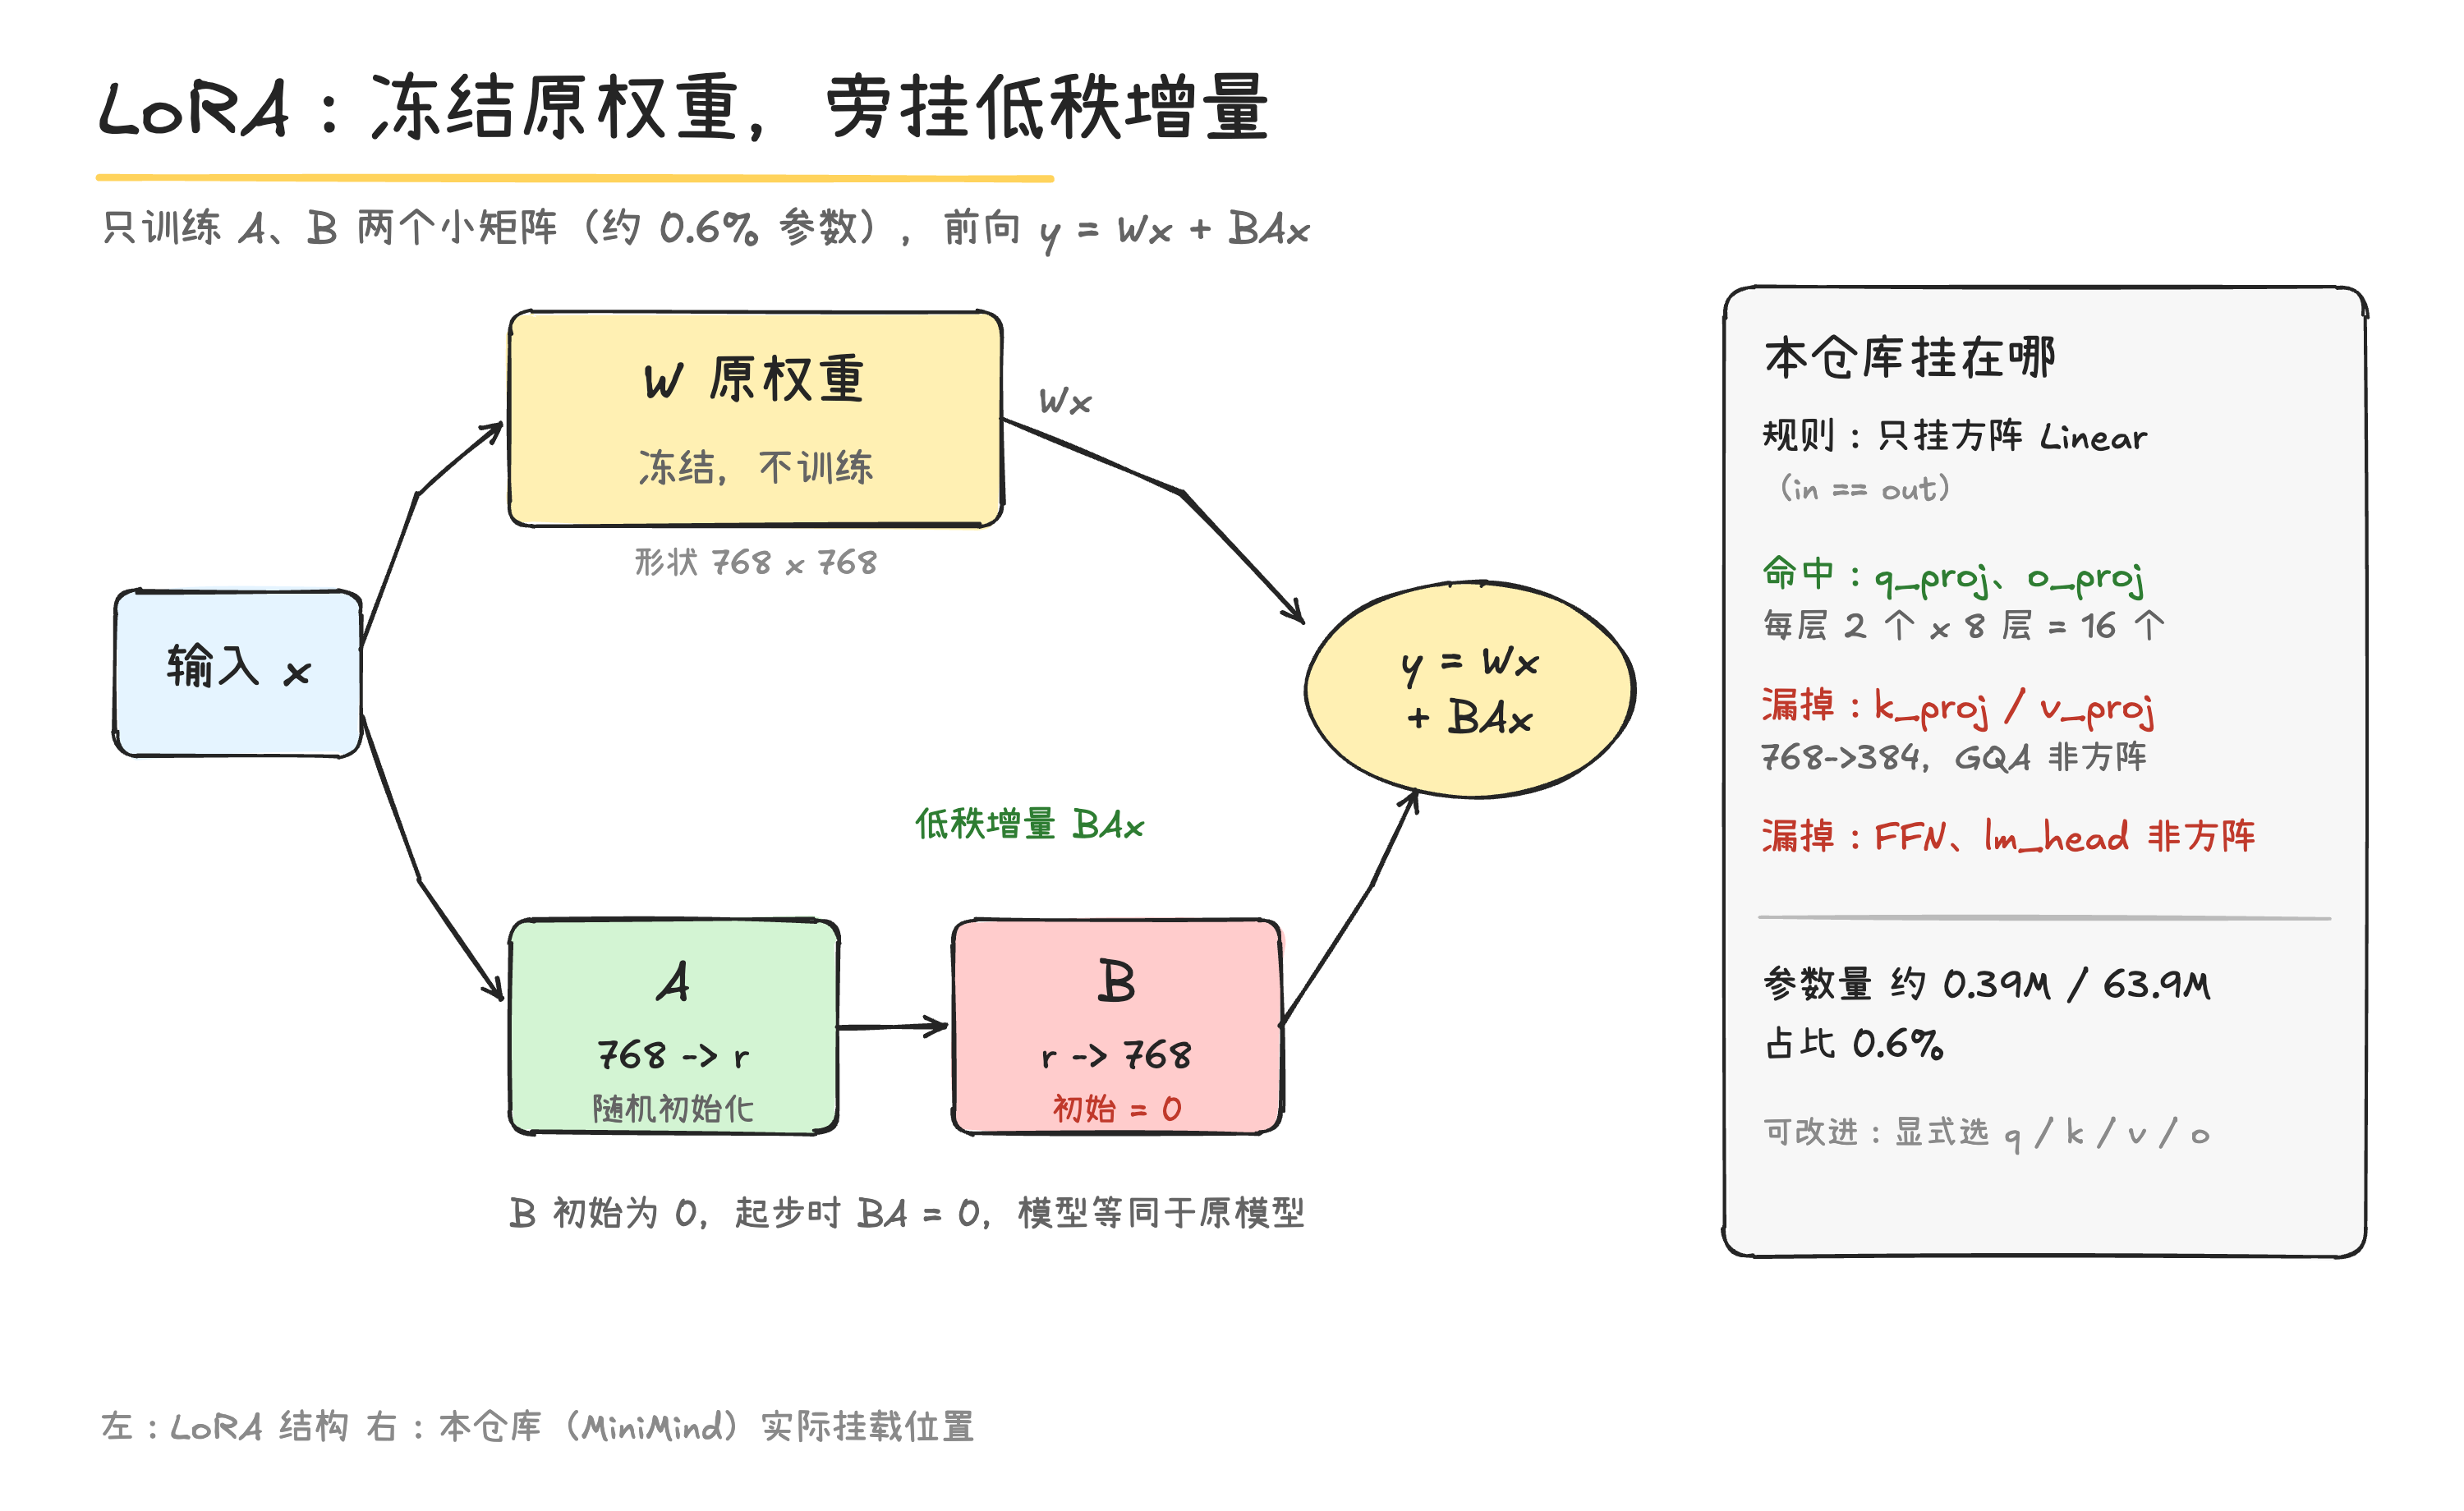 LoRA：冻结原权重，旁挂低秩增量
只训练 A、B 两个小矩阵（约 0.6% 参数），前向 y = Wx + BAx
W 原权重
冻结，不训练
形状 768 x 768
Wx
输入 x
y = Wx
+ BAx
低秩增量 BAx
A
768 -> r
随机初始化
B
r -> 768
初始 = 0
B 初始为 0，起步时 BA = 0，模型等同于原模型
本仓库挂在哪
规则：只挂方阵 Linear
（in == out）
命中：q_proj、o_proj
每层 2 个 x 8 层 = 16 个
漏掉：k_proj / v_proj
768->384，GQA 非方阵
漏掉：FFN、lm_head 非方阵
参数量 约 0.39M / 63.9M
占比 0.6%
可改进：显式选 q / k / v / o
左：LoRA 结构 右：本仓库（MiniMind）实际挂载位置